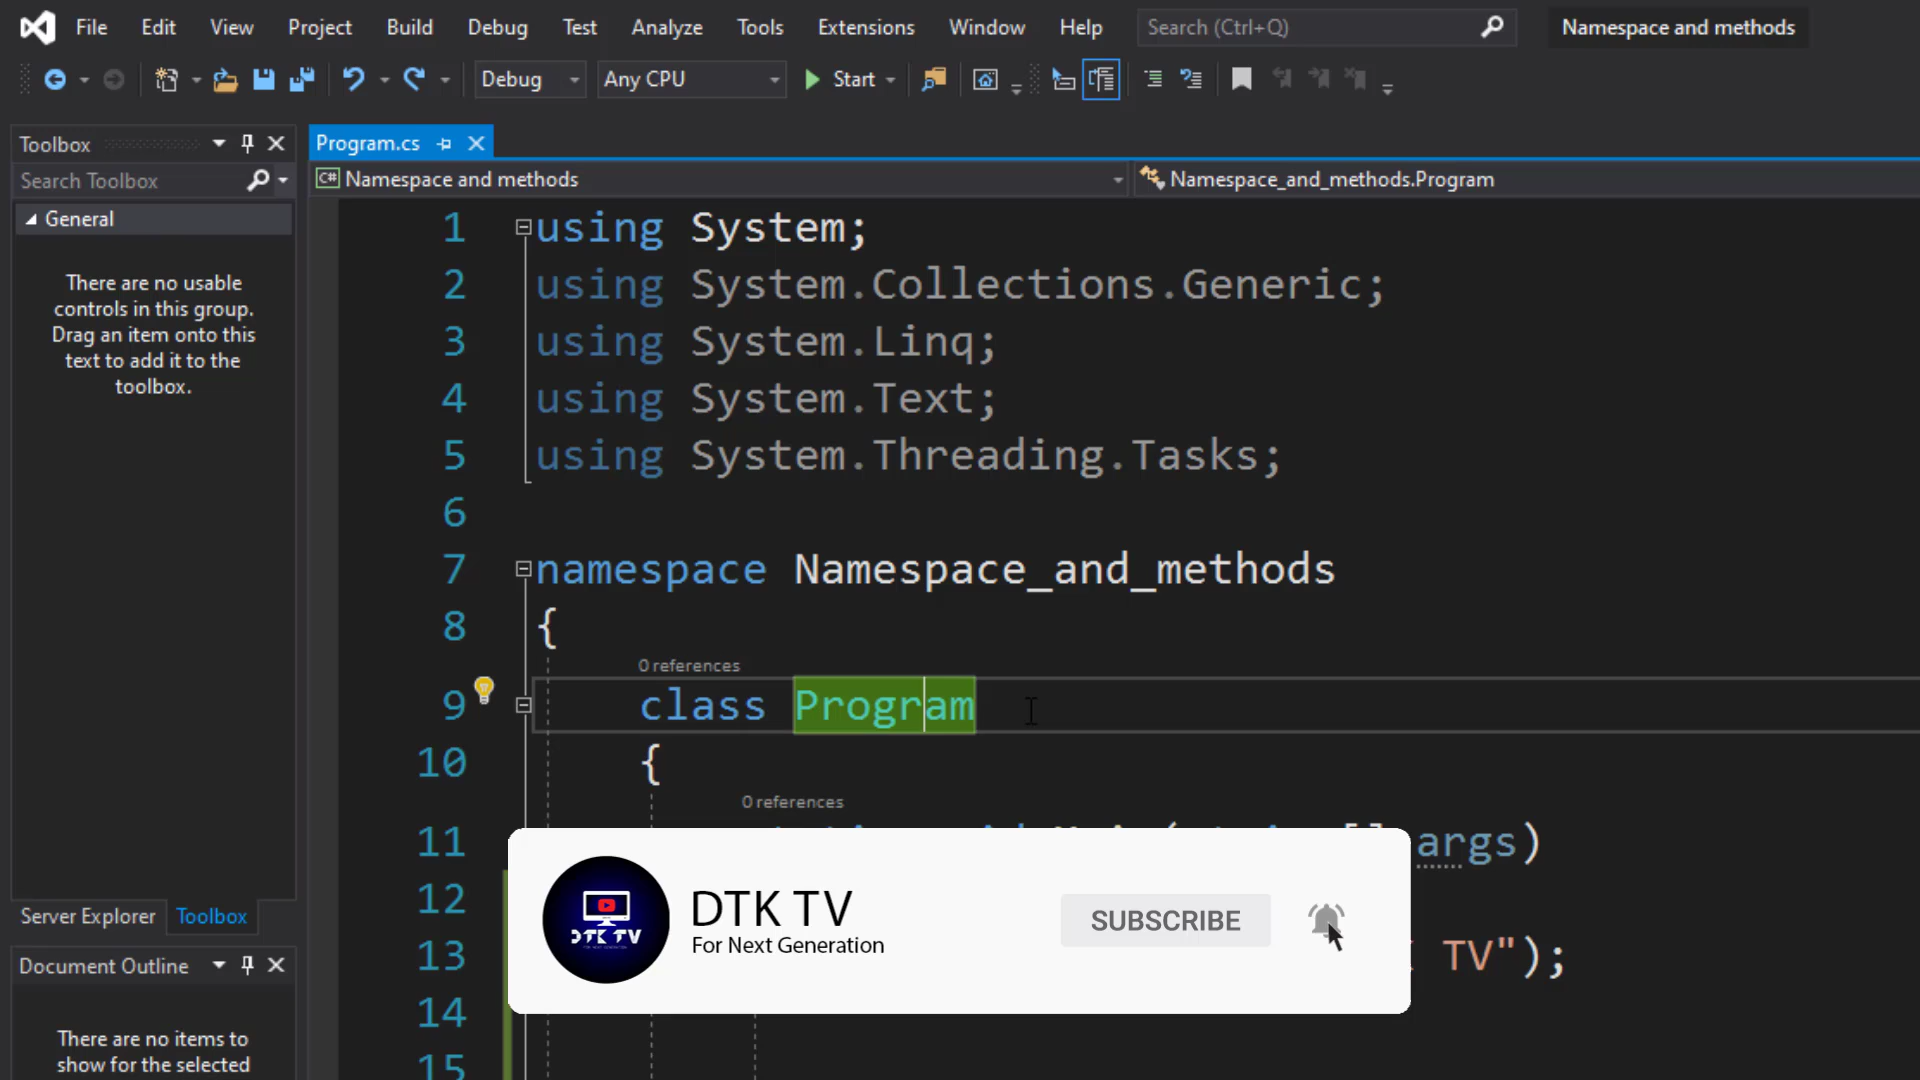 File Edit View Project Build Debug Test Analyze Tools Extensions Window Help Search (Ctrl+Q) Namespace and methods
Debug Any CPU Start
Toolbox
Search Toolbox
General
There are no usable
controls in this group.
Drag an item onto this
text to add it to the
toolbox.
Server Explorer Toolbox
Document Outline
There are no items to
show for the selected
Program.cs
C# Namespace and methods Namespace_and_methods.Program
1 using System;
2 using System.Collections.Generic;
3 using System.Linq;
4 using System.Text;
5 using System.Threading.Tasks;
6
7 namespace Namespace_and_methods
8 {
0 references
9 class Program
10 {
0 references
11 args)
12
13 TV");
14
15
DTK TV
DTK TV
For Next Generation
SUBSCRIBE